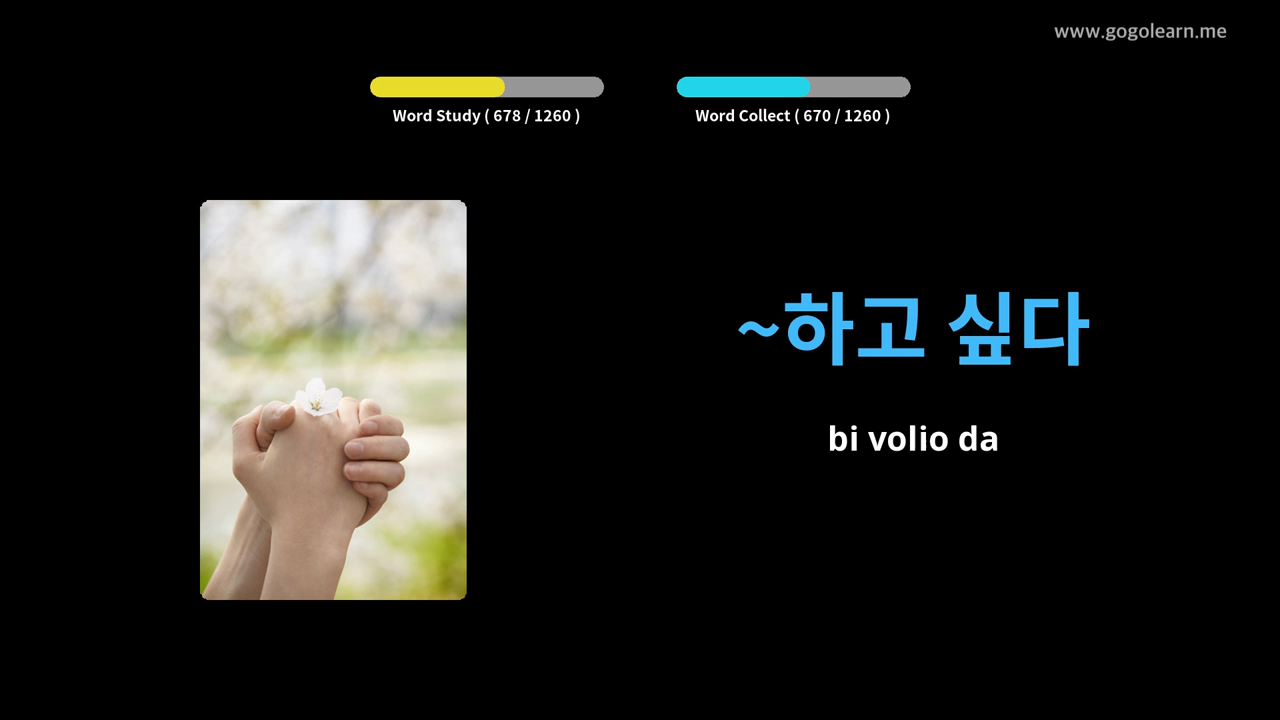 www.gogolearn.me
Word Study ( 678 / 1260 )
Word Collect ( 670 / 1260 )
~하고 싶다
bi volio da